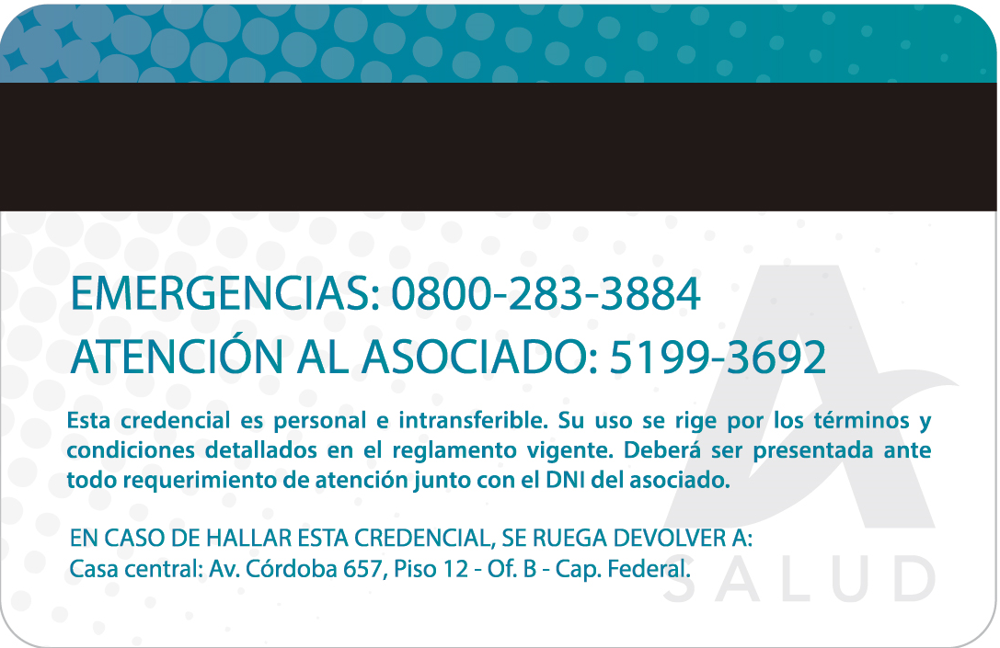 EMERGENCIAS: 0800-283-3884
ATENCIÓN AL ASOCIADO: 5199-3692
Esta credencial es personal e intransferible. Su uso se rige por los términos y
condiciones detallados en el reglamento vigente. Deberá ser presentada ante
todo requerimiento de atención junto con el DNI del asociado.
EN CASO DE HALLAR ESTA CREDENCIAL, SE RUEGA DEVOLVER A:
Casa central: Av. Córdoba 657, Piso 12 - Of. B - Cap. Federal.
A
SALUD